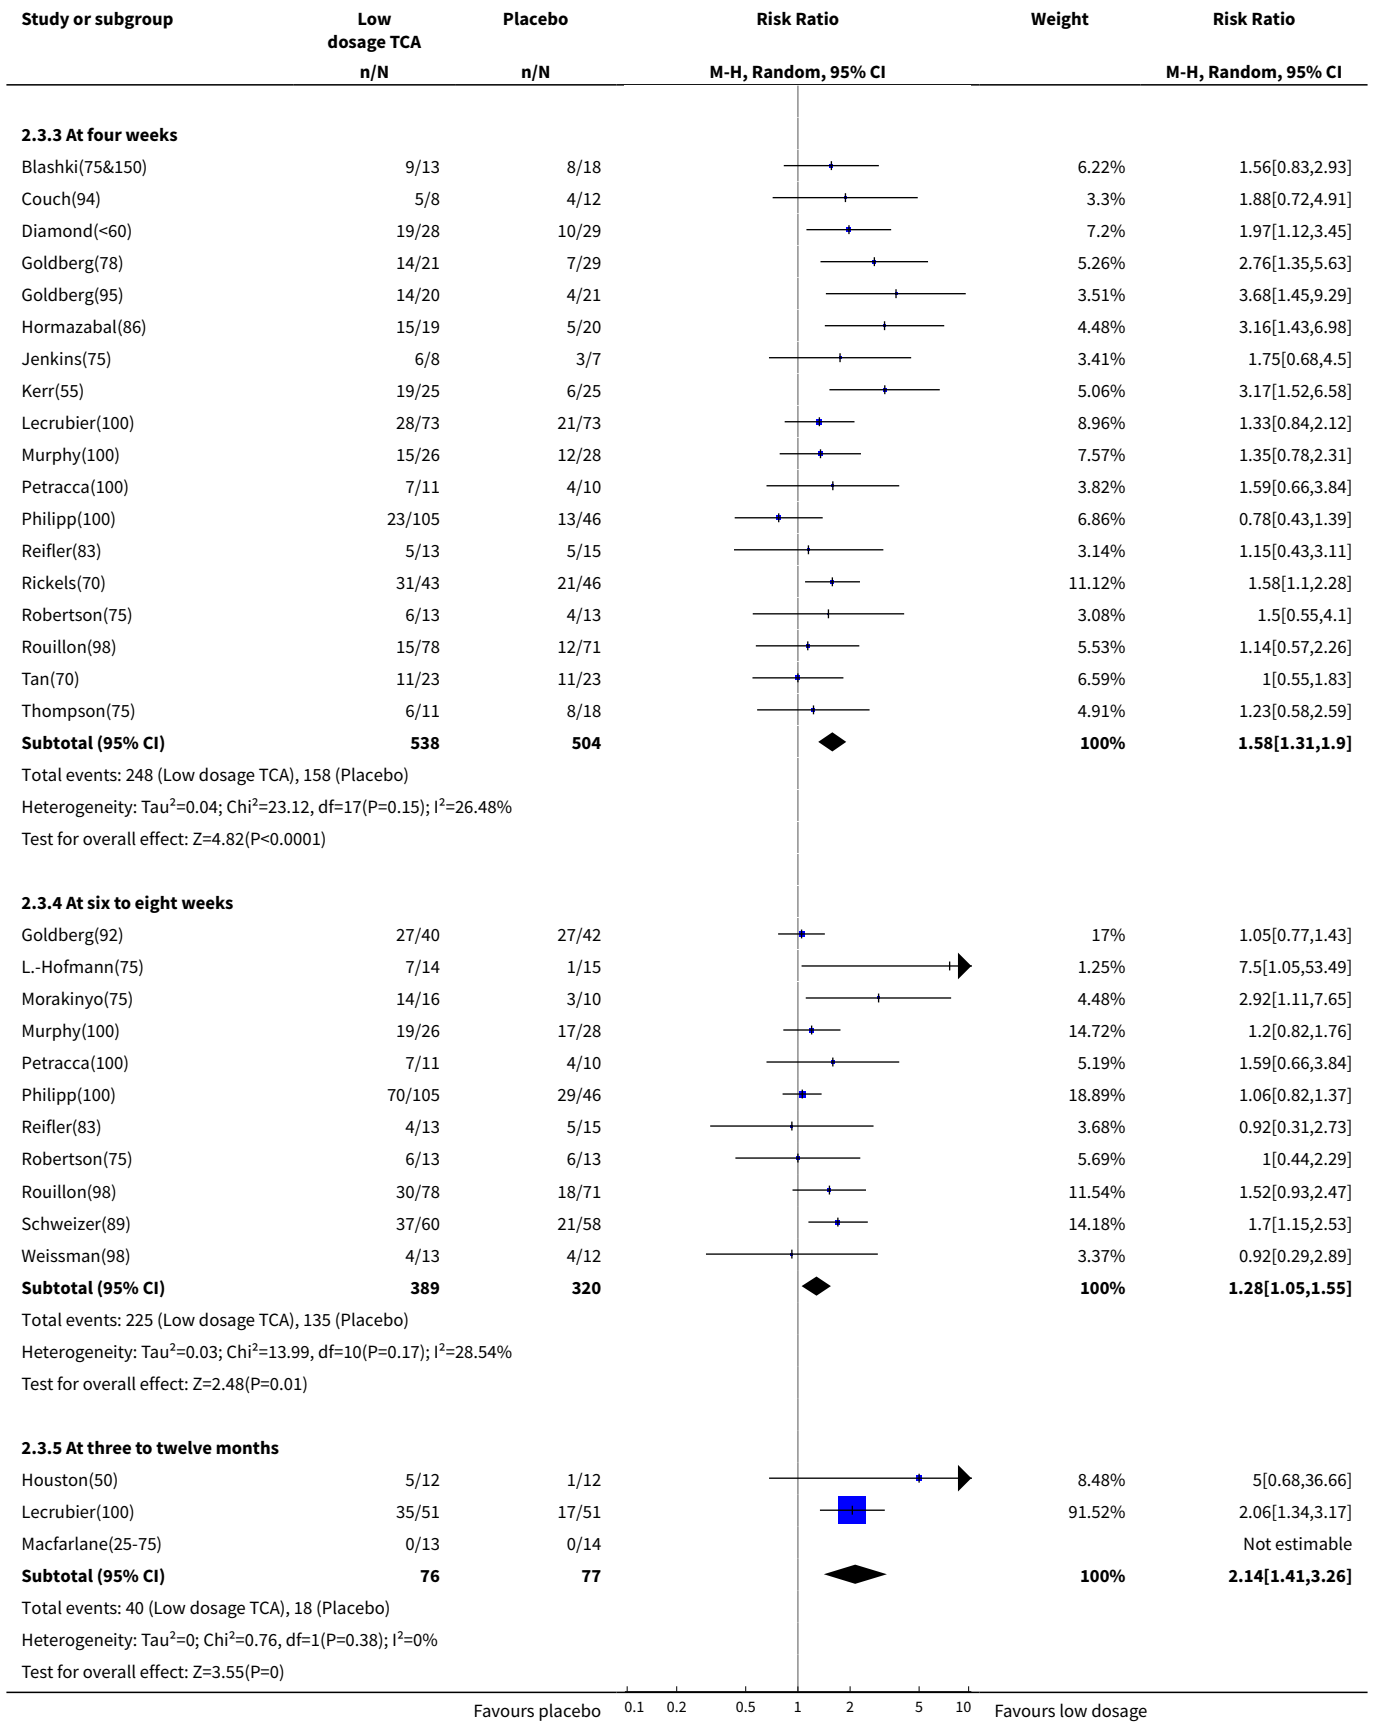 Study or subgroup Low Placebo Risk Ratio Weight Risk Ratio
dosage TCA
n/N n/N M-H, Random, 95% CI M-H, Random, 95% CI
2.3.3 At four weeks
Blashki(75&150) 9/13 8/18 6.22% 1.56[0.83,2.93]
Couch(94) 5/8 4/12 3.3% 1.88[0.72,4.91]
Diamond(<60) 19/28 10/29 7.2% 1.97[1.12,3.45]
Goldberg(78) 14/21 7/29 5.26% 2.76[1.35,5.63]
Goldberg(95) 14/20 4/21 3.51% 3.68[1.45,9.29]
Hormazabal(86) 15/19 5/20 4.48% 3.16[1.43,6.98]
Jenkins(75) 6/8 3/7 3.41% 1.75[0.68,4.5]
Kerr(55) 19/25 6/25 5.06% 3.17[1.52,6.58]
Lecrubier(100) 28/73 21/73 8.96% 1.33[0.84,2.12]
Murphy(100) 15/26 12/28 7.57% 1.35[0.78,2.31]
Petracca(100) 7/11 4/10 3.82% 1.59[0.66,3.84]
Philipp(100) 23/105 13/46 6.86% 0.78[0.43,1.39]
Reifler(83) 5/13 5/15 3.14% 1.15[0.43,3.11]
Rickels(70) 31/43 21/46 11.12% 1.58[1.1,2.28]
Robertson(75) 6/13 4/13 3.08% 1.5[0.55,4.1]
Rouillon(98) 15/78 12/71 5.53% 1.14[0.57,2.26]
Tan(70) 11/23 11/23 6.59% 1[0.55,1.83]
Thompson(75) 6/11 8/18 4.91% 1.23[0.58,2.59]
Subtotal (95% CI) 538 504 100% 1.58[1.31,1.9]
Total events: 248 (Low dosage TCA), 158 (Placebo)
Heterogeneity: Tau²=0.04; Chi²=23.12, df=17(P=0.15); I²=26.48%
Test for overall effect: Z=4.82(P<0.0001)
2.3.4 At six to eight weeks
Goldberg(92) 27/40 27/42 17% 1.05[0.77,1.43]
L.-Hofmann(75) 7/14 1/15 1.25% 7.5[1.05,53.49]
Morakinyo(75) 14/16 3/10 4.48% 2.92[1.11,7.65]
Murphy(100) 19/26 17/28 14.72% 1.2[0.82,1.76]
Petracca(100) 7/11 4/10 5.19% 1.59[0.66,3.84]
Philipp(100) 70/105 29/46 18.89% 1.06[0.82,1.37]
Reifler(83) 4/13 5/15 3.68% 0.92[0.31,2.73]
Robertson(75) 6/13 6/13 5.69% 1[0.44,2.29]
Rouillon(98) 30/78 18/71 11.54% 1.52[0.93,2.47]
Schweizer(89) 37/60 21/58 14.18% 1.7[1.15,2.53]
Weissman(98) 4/13 4/12 3.37% 0.92[0.29,2.89]
Subtotal (95% CI) 389 320 100% 1.28[1.05,1.55]
Total events: 225 (Low dosage TCA), 135 (Placebo)
Heterogeneity: Tau²=0.03; Chi²=13.99, df=10(P=0.17); I²=28.54%
Test for overall effect: Z=2.48(P=0.01)
2.3.5 At three to twelve months
Houston(50) 5/12 1/12 8.48% 5[0.68,36.66]
Lecrubier(100) 35/51 17/51 91.52% 2.06[1.34,3.17]
Macfarlane(25-75) 0/13 0/14 Not estimable
Subtotal (95% CI) 76 77 100% 2.14[1.41,3.26]
Total events: 40 (Low dosage TCA), 18 (Placebo)
Heterogeneity: Tau²=0; Chi²=0.76, df=1(P=0.38); I²=0%
Test for overall effect: Z=3.55(P=0)
Favours placebo 0.1 0.2 0.5 1 2 5 10 Favours low dosage